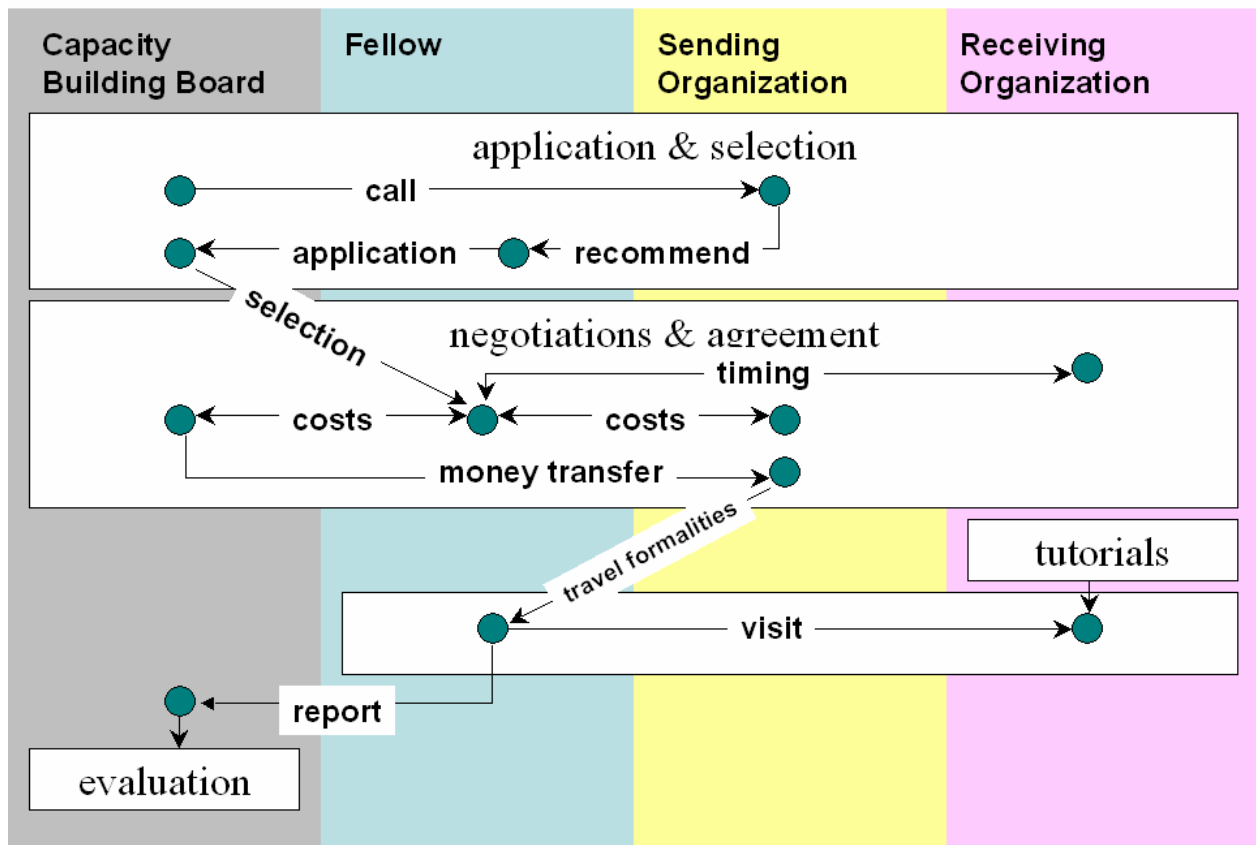 Capacity
Building Board
Fellow
Sending
Organization
Receiving
Organization
application & selection
call
application
recommend
selection
negotiations & agreement
timing
costs
costs
money transfer
travel formalities
tutorials
visit
report
evaluation